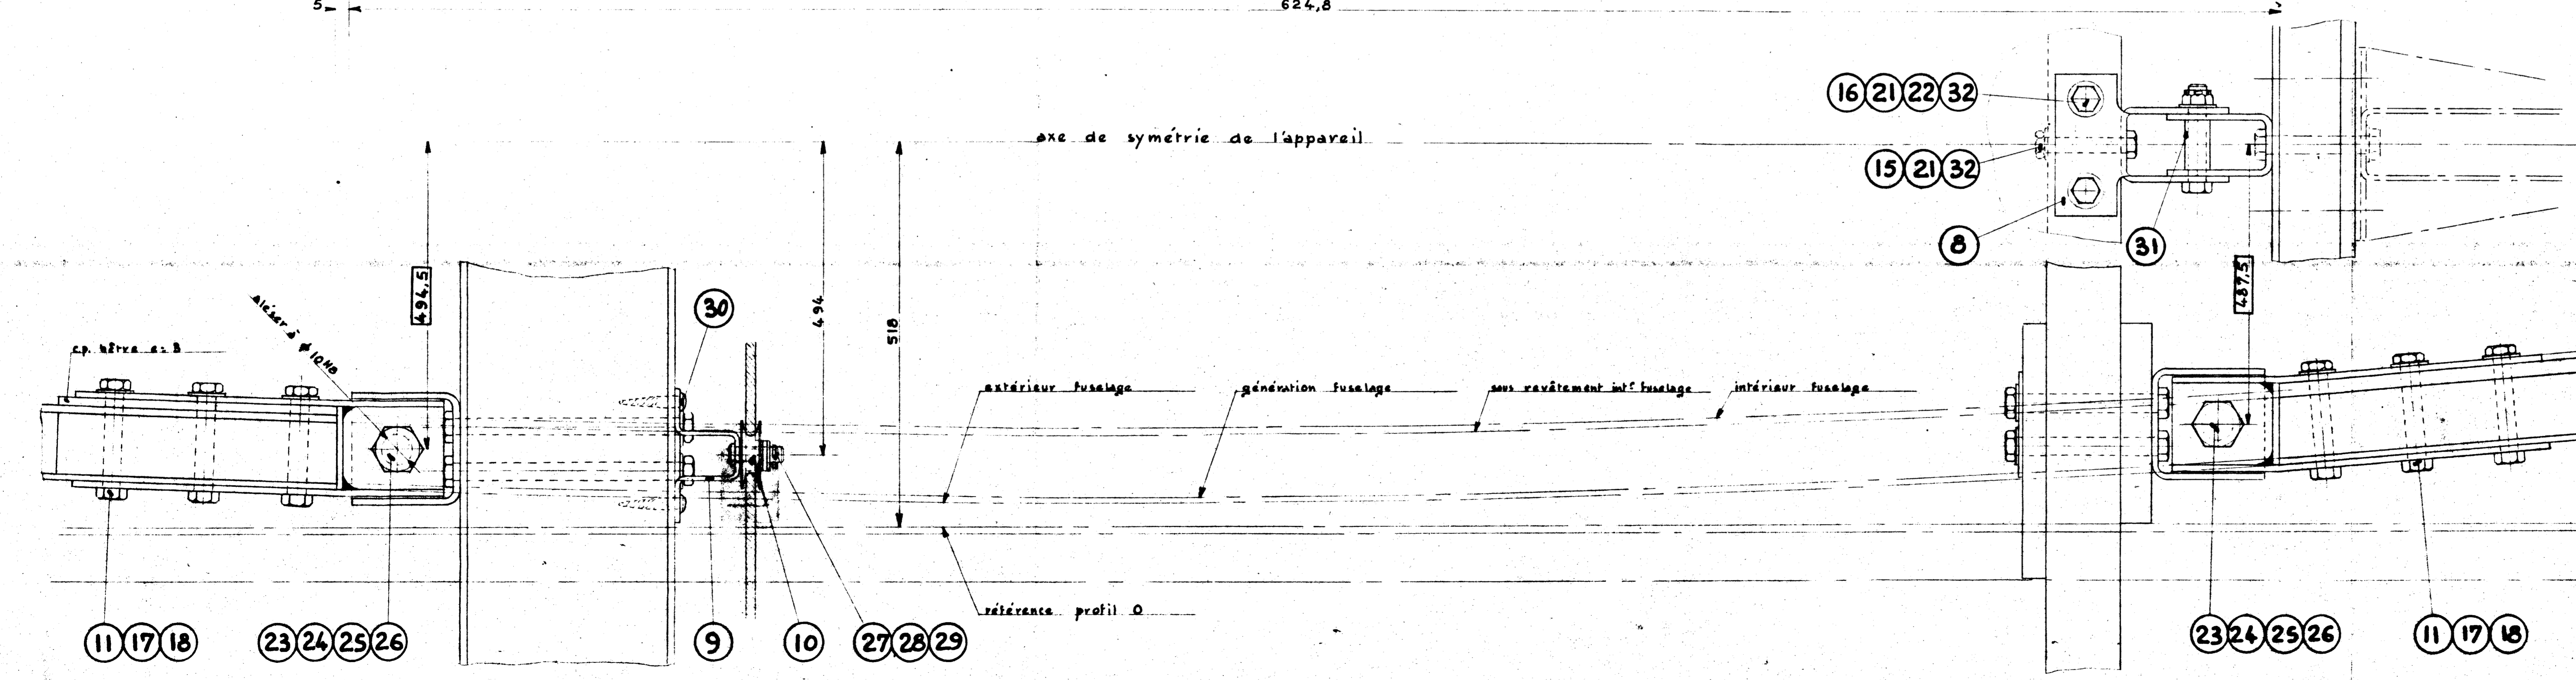 5
624,8
16 21 22 32
axe de symétrie de l'appareil
15 21 32
8
31
494,5
487,5
30
494
518
aléser à ø 10H8
c.p. hêtre e: 3
extérieur fuselage
génération fuselage
sous revêtement intr fuselage
intérieur fuselage
référence profil 0
11 17 18
23 24 25 26
9
10
27 28 29
23 24 25 26
11 17 18